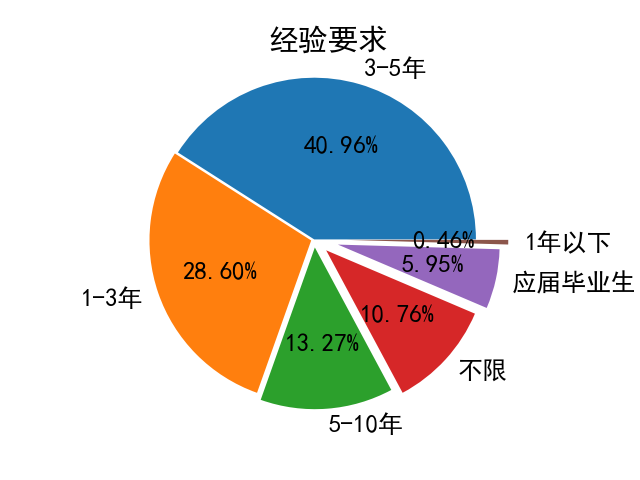 经验要求
3-5年
40.96%
0.46%
1年以下
5.95%
28.60%
应届毕业生
1-3年
10.76%
13.27%
不限
5-10年